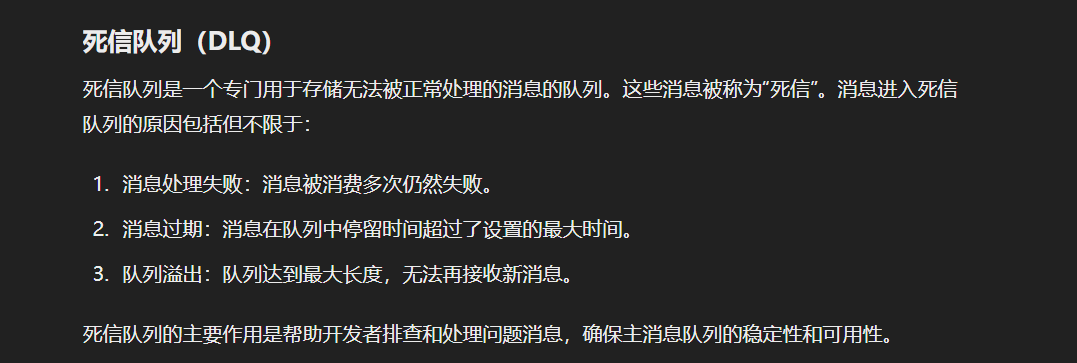 死信队列（DLQ）
死信队列是一个专门用于存储无法被正常处理的消息的队列。这些消息被称为“死信”。消息进入死信
队列的原因包括但不限于：
1. 消息处理失败：消息被消费多次仍然失败。
2. 消息过期：消息在队列中停留时间超过了设置的最大时间。
3. 队列溢出：队列达到最大长度，无法再接收新消息。
死信队列的主要作用是帮助开发者排查和处理问题消息，确保主消息队列的稳定性和可用性。